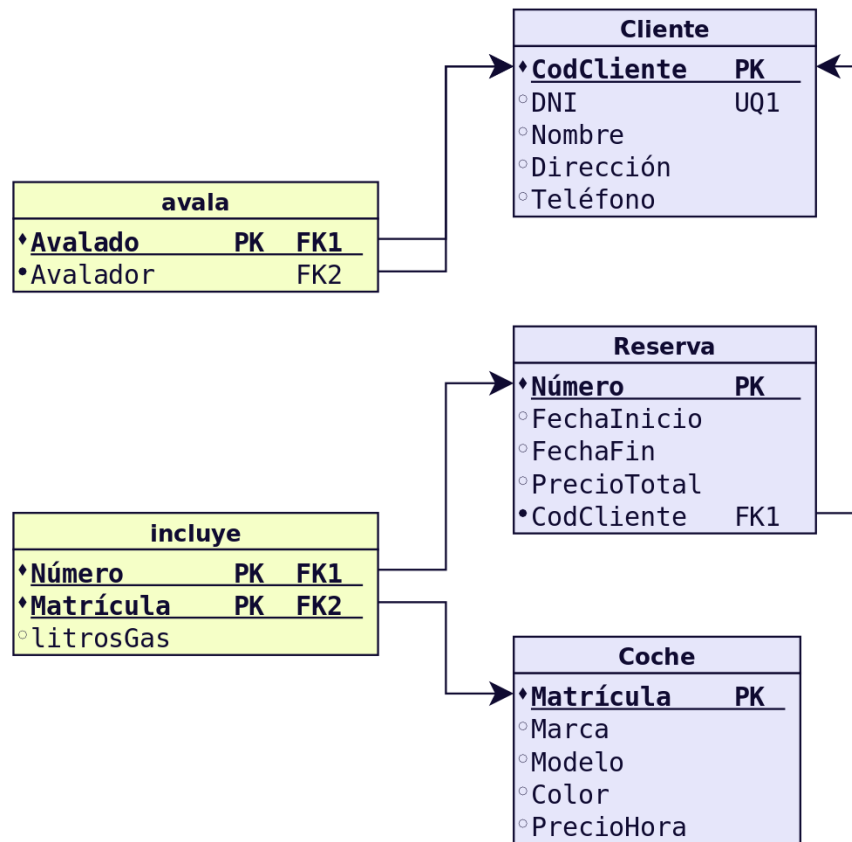 Cliente
CodCliente PK
DNI UQ1
Nombre
Dirección
Teléfono
avala
Avalado PK FK1
Avalador FK2
Reserva
Número PK
FechaInicio
FechaFin
PrecioTotal
CodCliente FK1
incluye
Número PK FK1
Matrícula PK FK2
litrosGas
Coche
Matrícula PK
Marca
Modelo
Color
PrecioHora